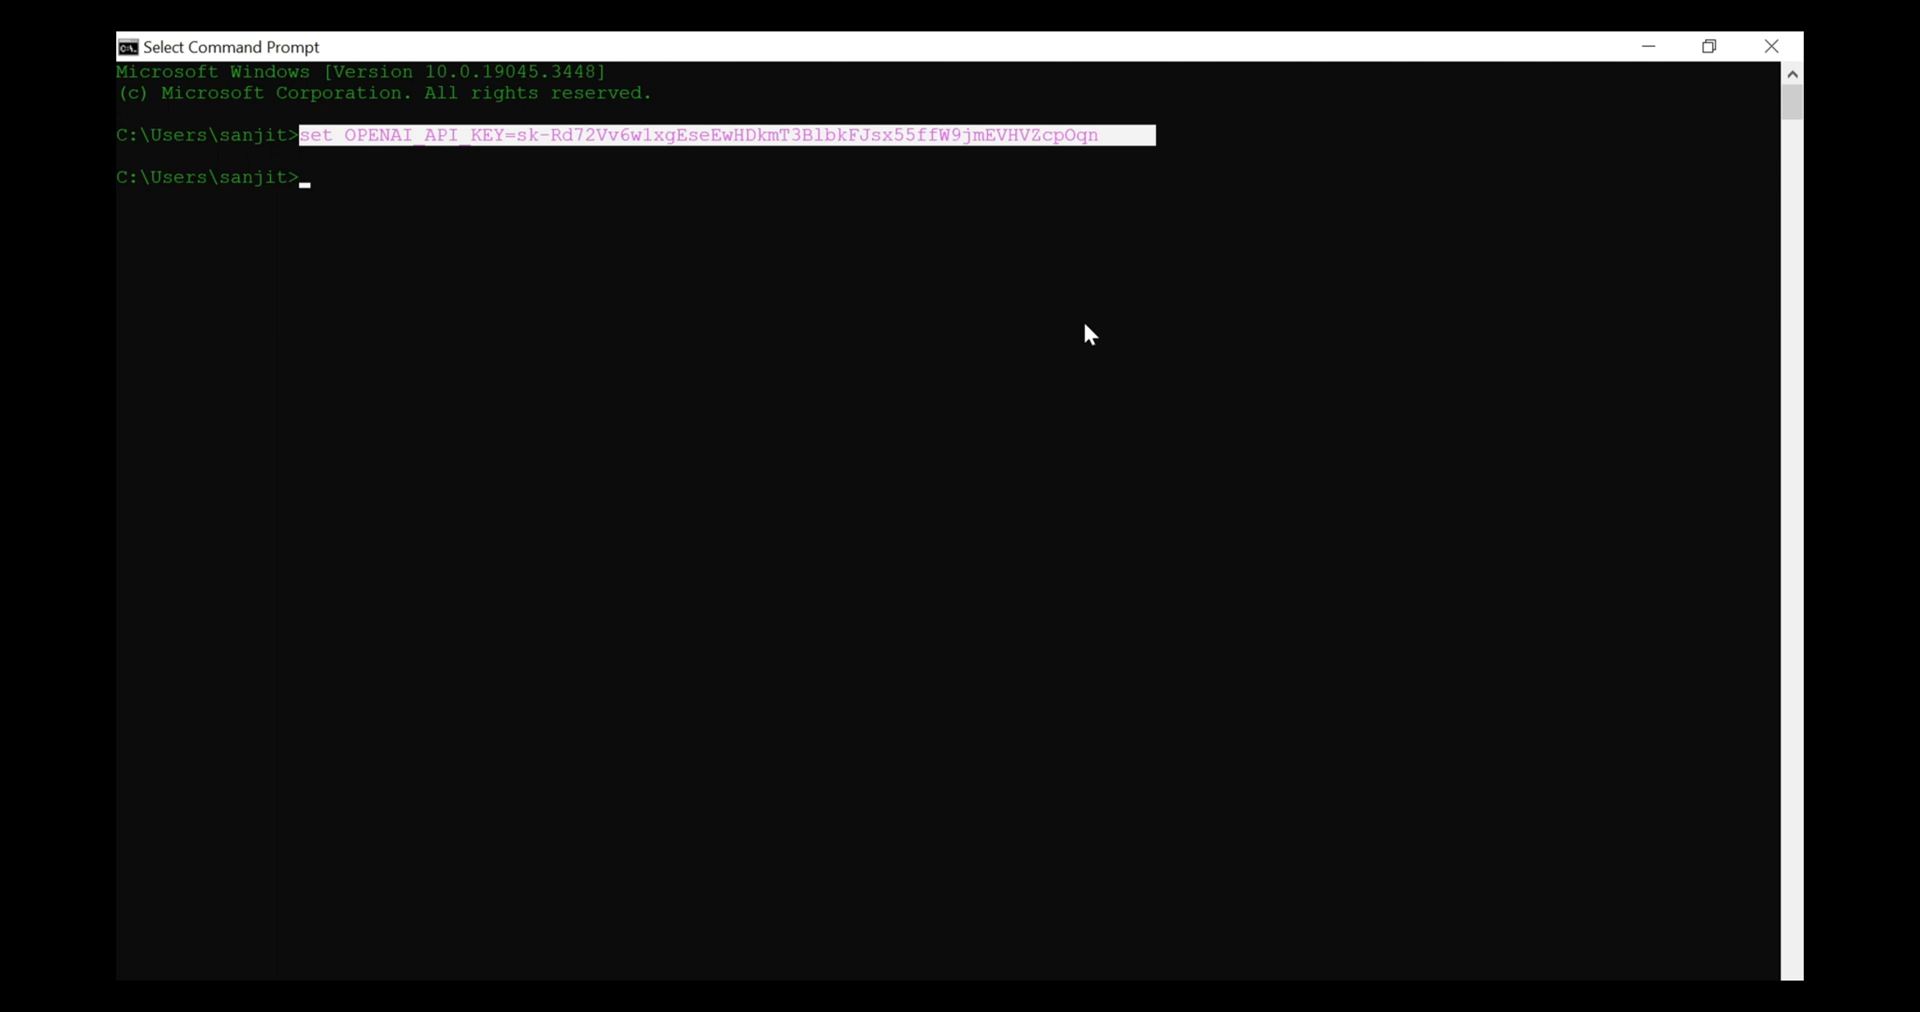 Select Command Prompt
Microsoft Windows [Version 10.0.19045.3448]
(c) Microsoft Corporation. All rights reserved.
C:\Users\sanjit>set OPENAI_API_KEY=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
C:\Users\sanjit>